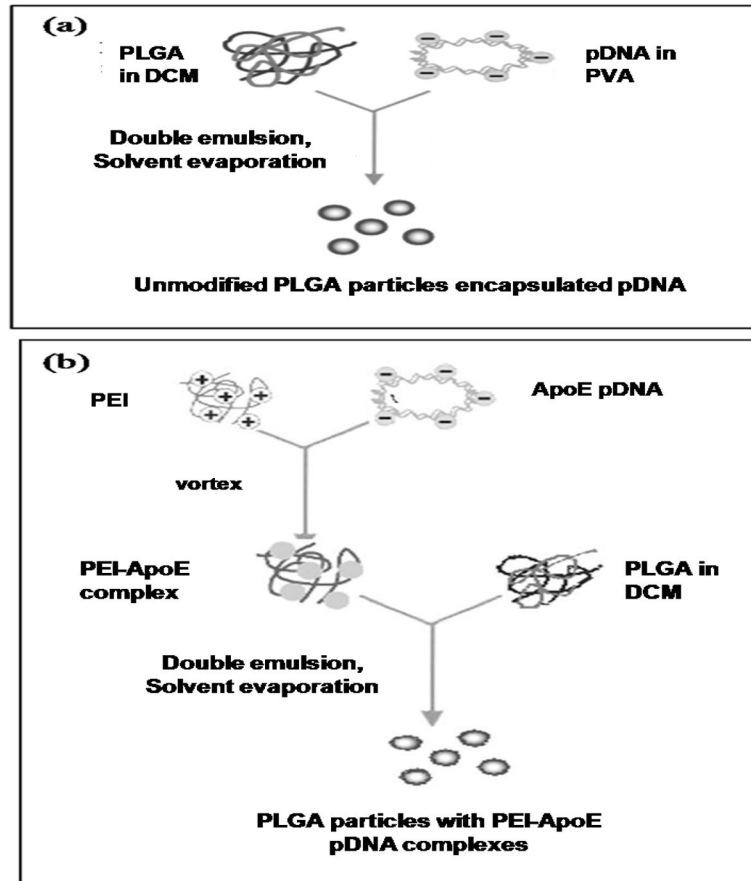 (a)
PLGA
in DCM
pDNA in
PVA
Double emulsion,
Solvent evaporation
Unmodified PLGA particles encapsulated pDNA
(b)
PEI
ApoE pDNA
vortex
PEI-ApoE
complex
PLGA in
DCM
Double emulsion,
Solvent evaporation
PLGA particles with PEI-ApoE
pDNA complexes